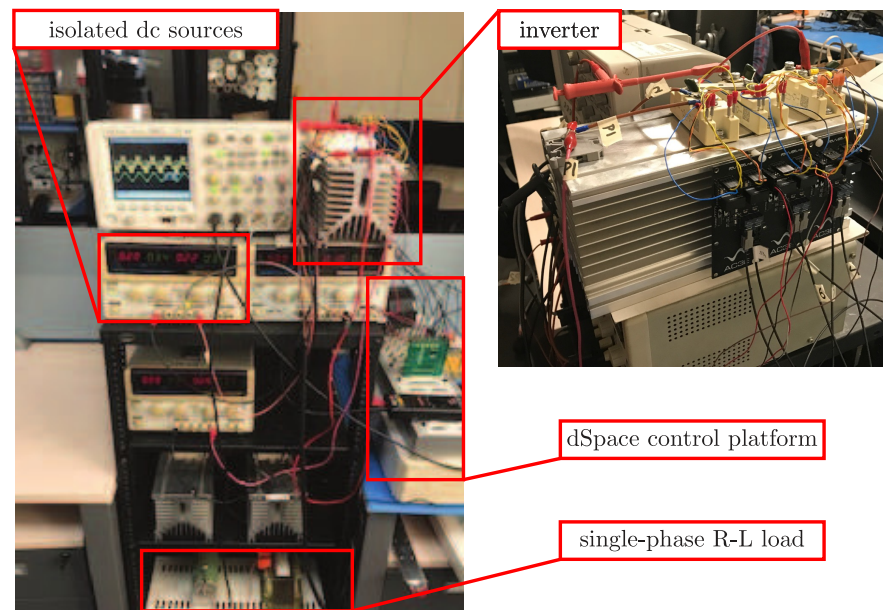 isolated dc sources
inverter
P1
P1
dSpace control platform
single-phase R-L load